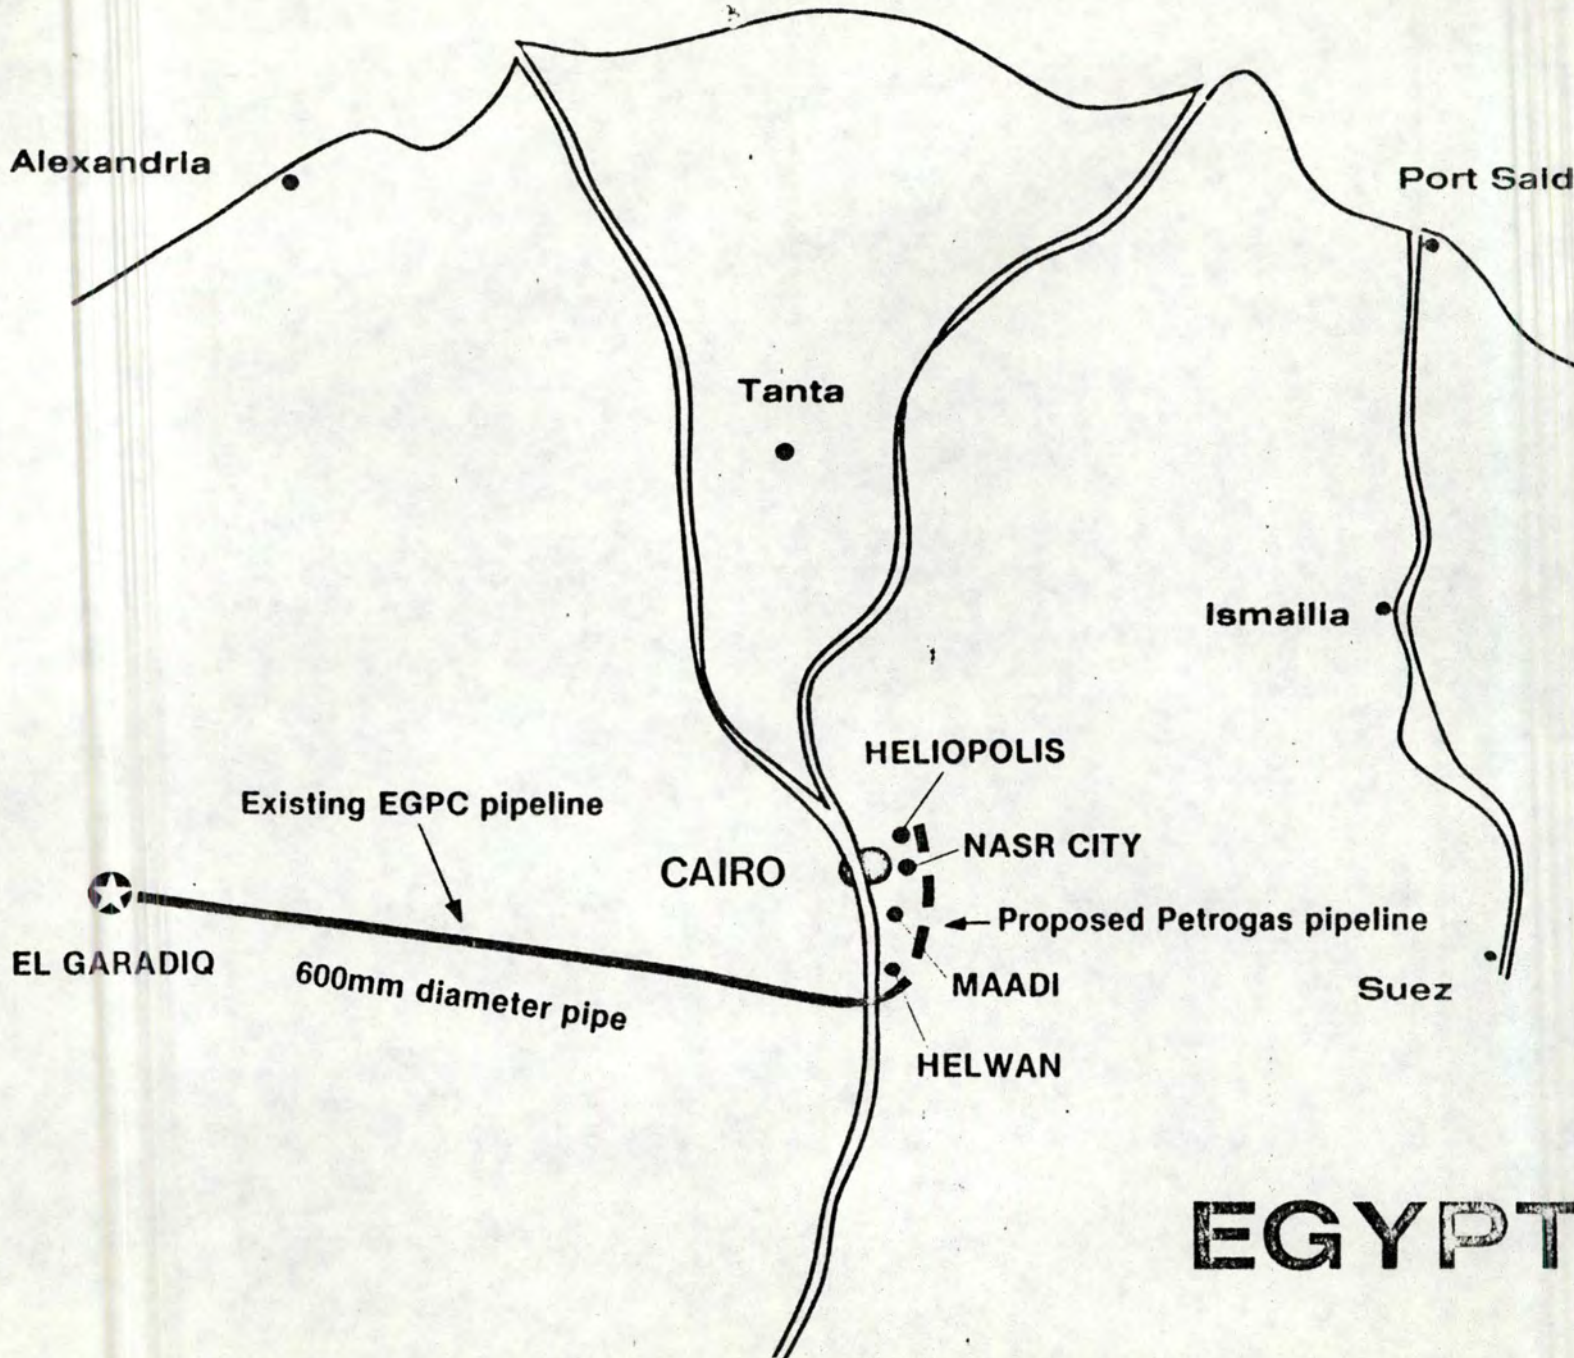 Alexandria
Port Said
Tanta
Ismailia
HELIOPOLIS
Existing EGPC pipeline
NASR CITY
CAIRO
Proposed Petrogas pipeline
EL GARADIQ
600mm diameter pipe
MAADI
Suez
HELWAN
EGYPT